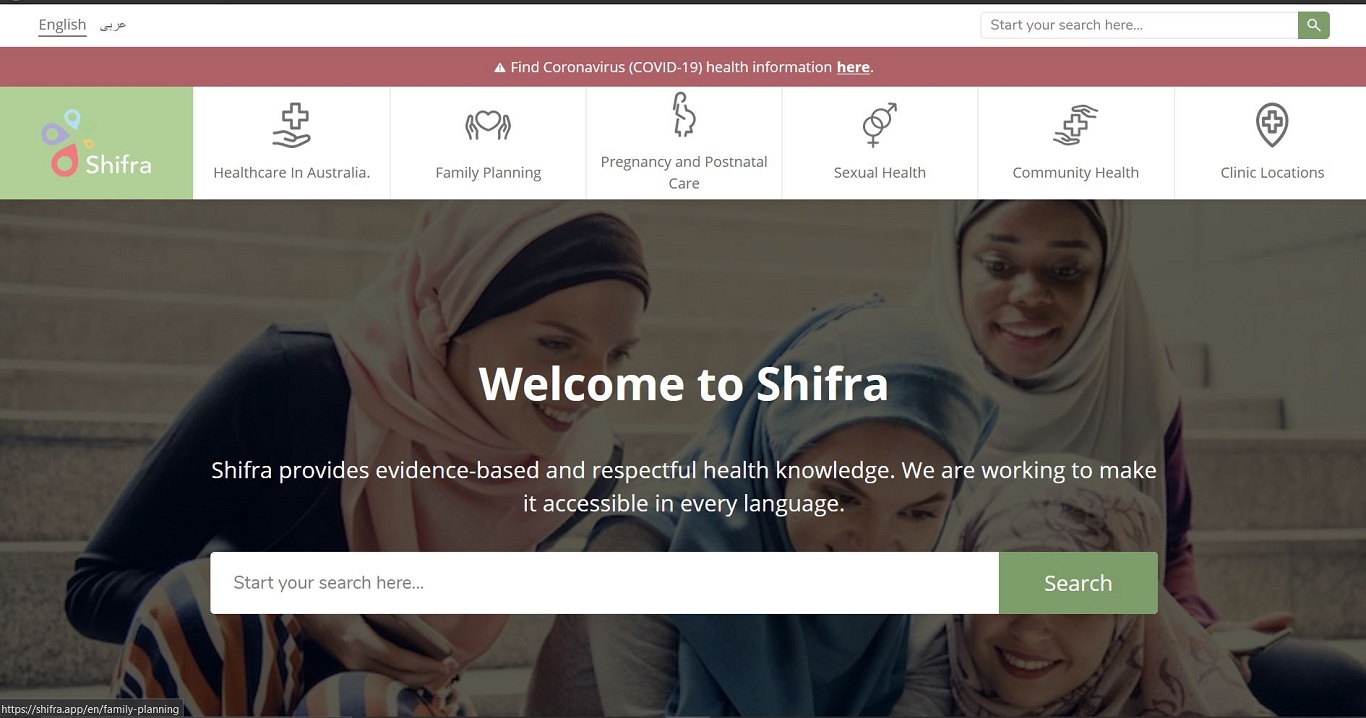 English عربى
Start your search here...
Find Coronavirus (COVID-19) health information here.
Shifra
Healthcare In Australia.
Family Planning
Pregnancy and Postnatal
Care
Sexual Health
Community Health
Clinic Locations
Welcome to Shifra
Shifra provides evidence-based and respectful health knowledge. We are working to make
it accessible in every language.
Start your search here...
Search
https://shifra.app/en/family-planning